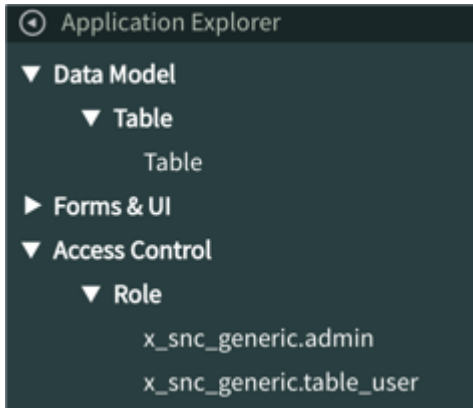 Application Explorer
Data Model
Table
Table
Forms & UI
Access Control
Role
x_snc_generic.admin
x_snc_generic.table_user